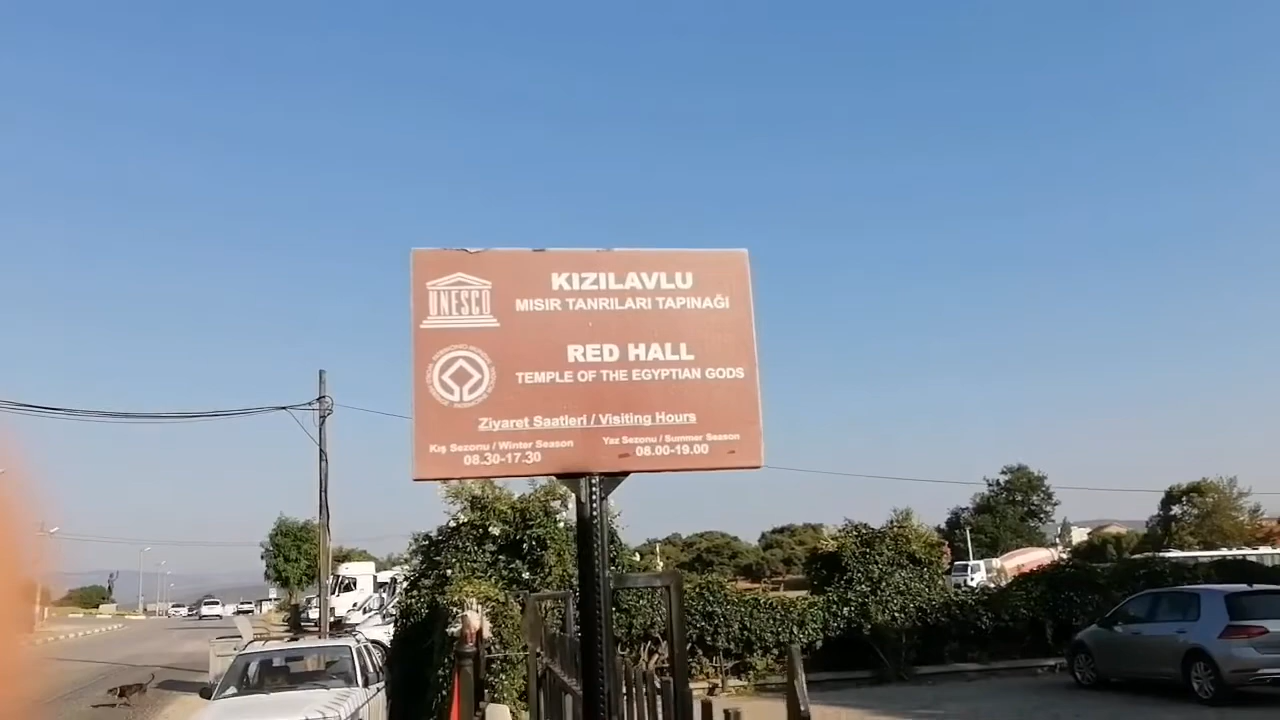 UNESCO
KIZILAVLU
MISIR TANRILARI TAPINAĞİ
RED HALL
TEMPLE OF THE EGYPTIAN GODS
Ziyaret Saatleri / Visiting Hours
Kış Sezonu / Winter Season
08.30-17.30
Yaz Sezonu / Summer Season
08.00-19.00